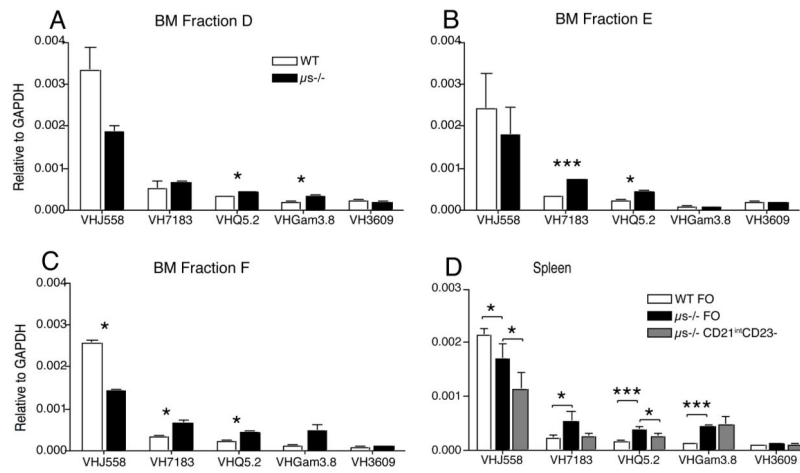 A
BM Fraction D
0.004
0.003
0.002
0.001
0.000
Relative to GAPDH
WT
μs-/-
* *
VHJ558 VH7183 VHQ5.2 VHGam3.8 VH3609
B
BM Fraction E
0.004
0.003
0.002
0.001
0.000
*** *
VHJ558 VH7183 VHQ5.2 VHGam3.8 VH3609
C
BM Fraction F
0.004
0.003
0.002
0.001
0.000
Relative to GAPDH
*
* *
VHJ558 VH7183 VHQ5.2 VHGam3.8 VH3609
D
Spleen
0.003
0.002
0.001
0.000
WT FO
μs-/- FO
μs-/- CD21intCD23-
* *
* *** * ***
VHJ558 VH7183 VHQ5.2 VHGam3.8 VH3609